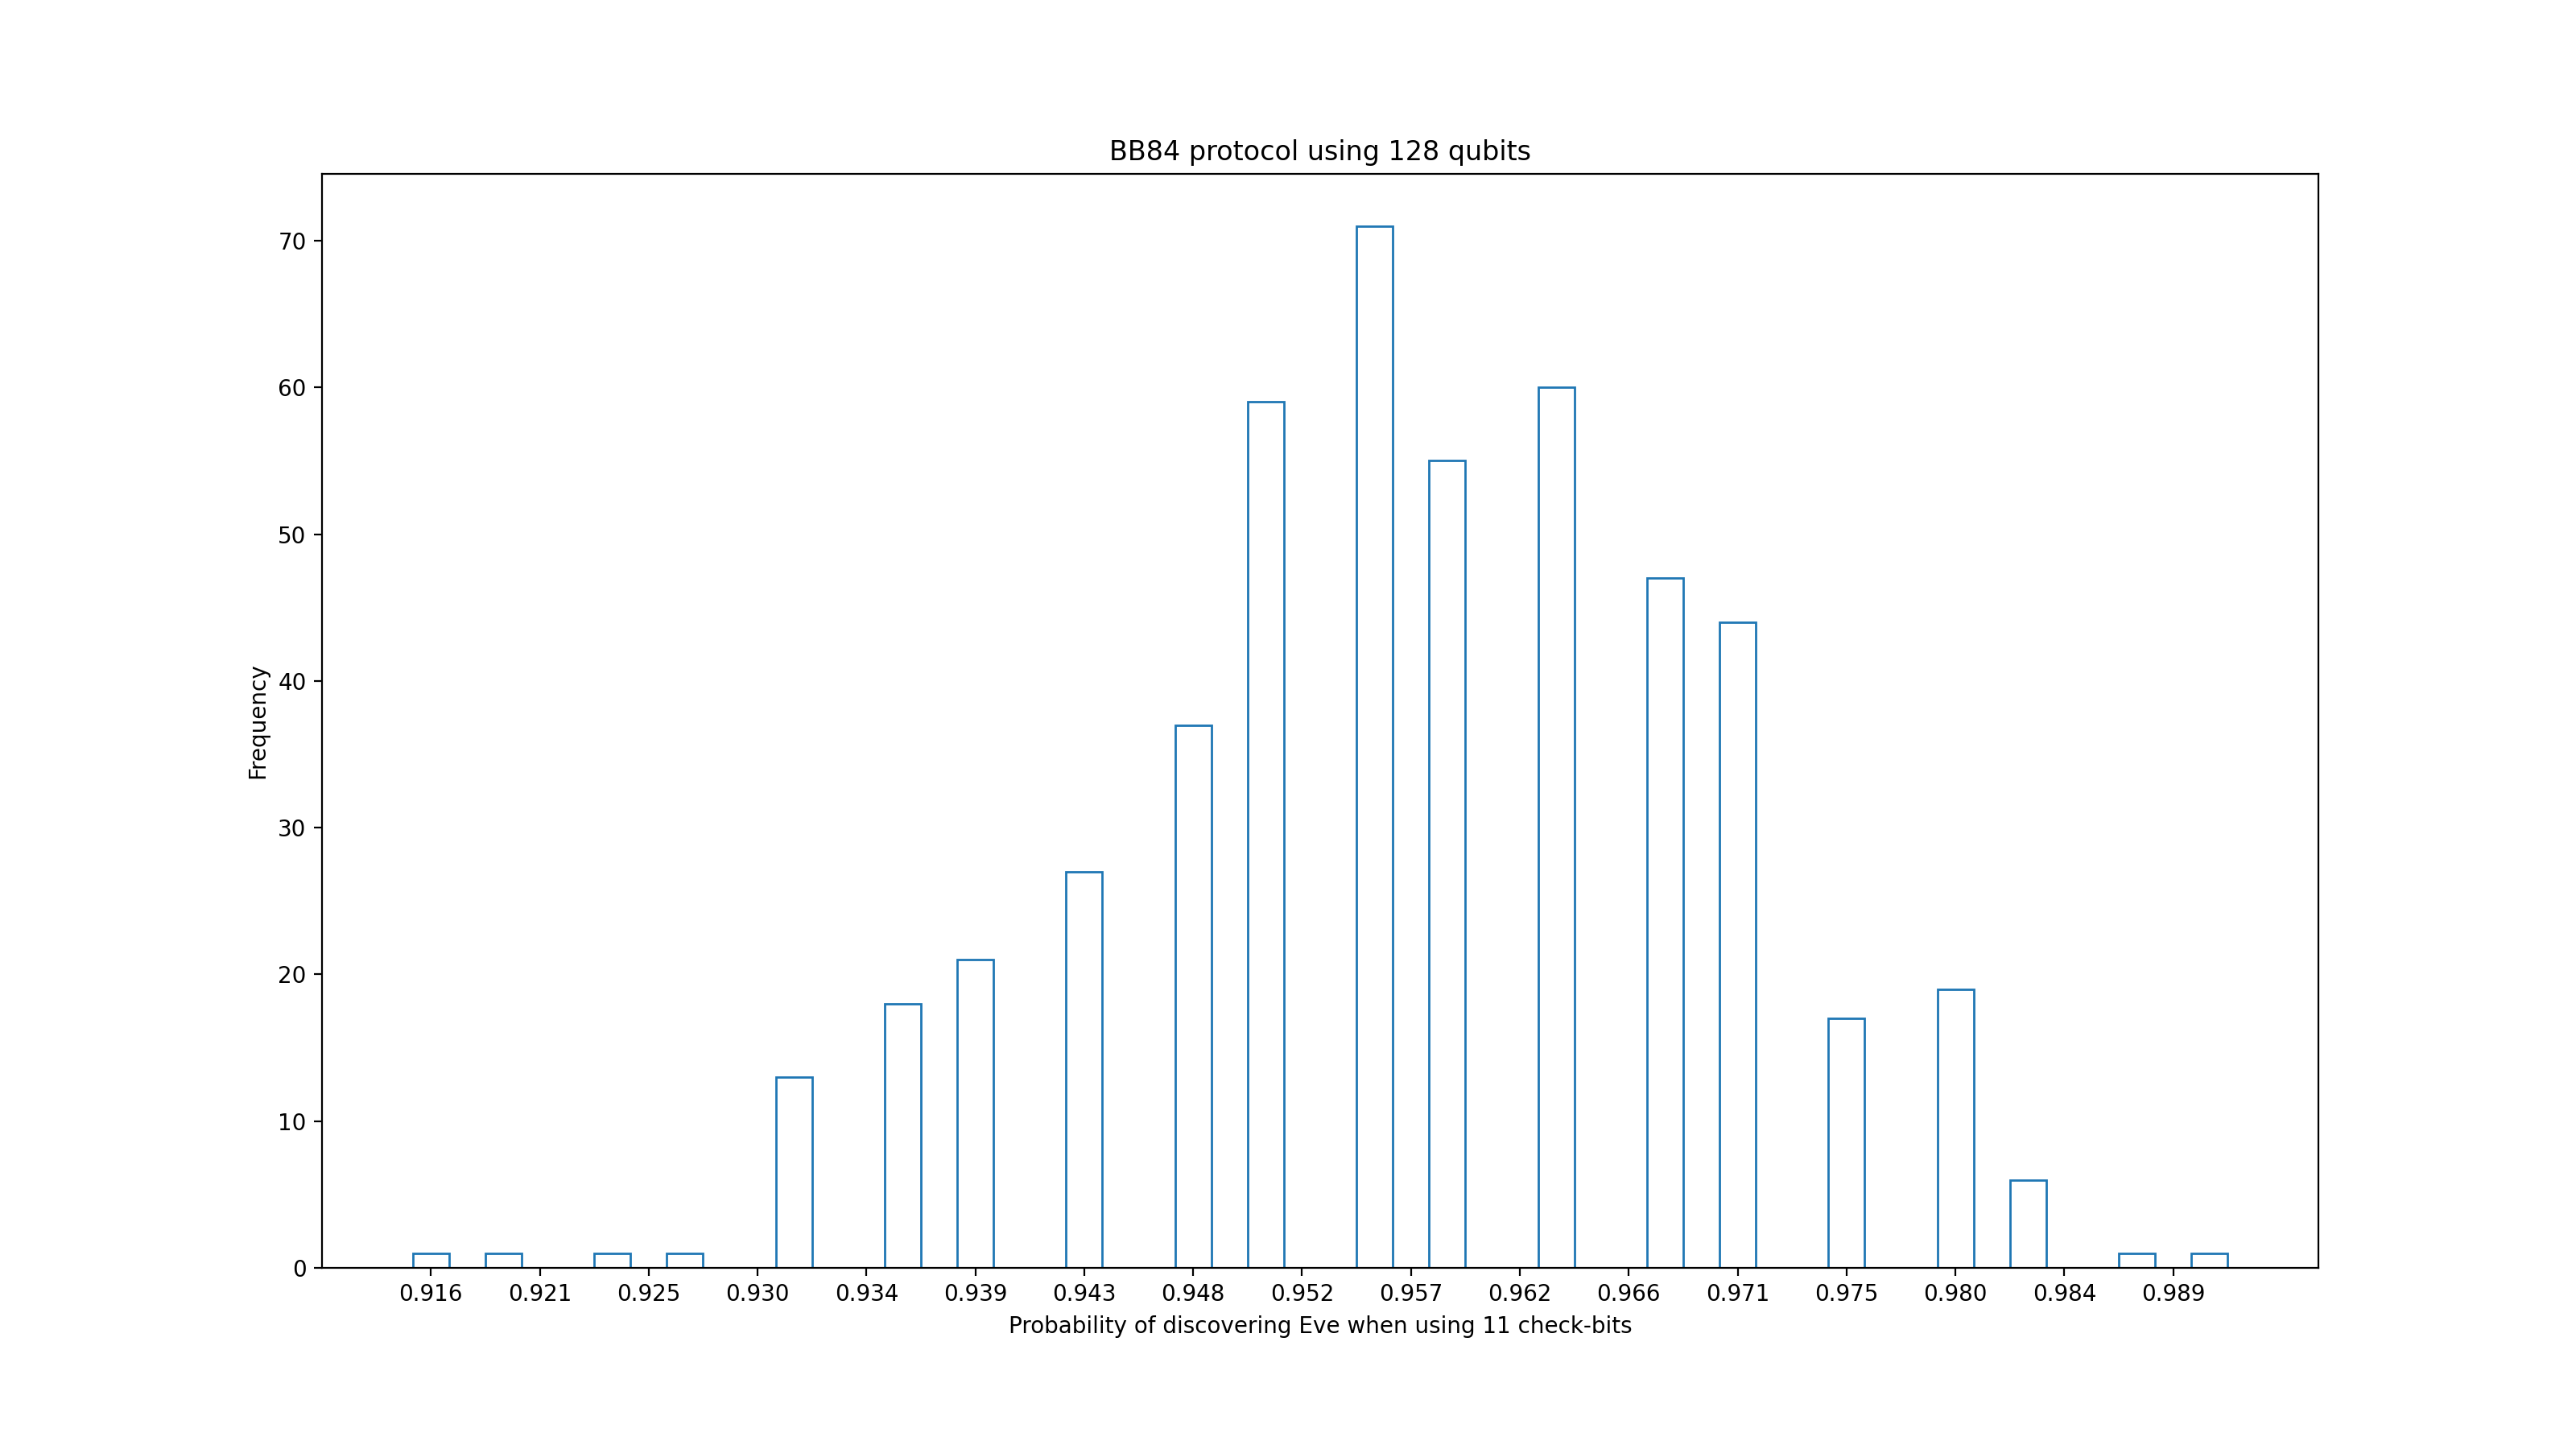 BB84 protocol using 128 qubits
70
60
50
40
30
20
10
0
Frequency
0.916 0.921 0.925 0.930 0.934 0.939 0.943 0.948 0.952 0.957 0.962 0.966 0.971 0.975 0.980 0.984 0.989
Probability of discovering Eve when using 11 check-bits